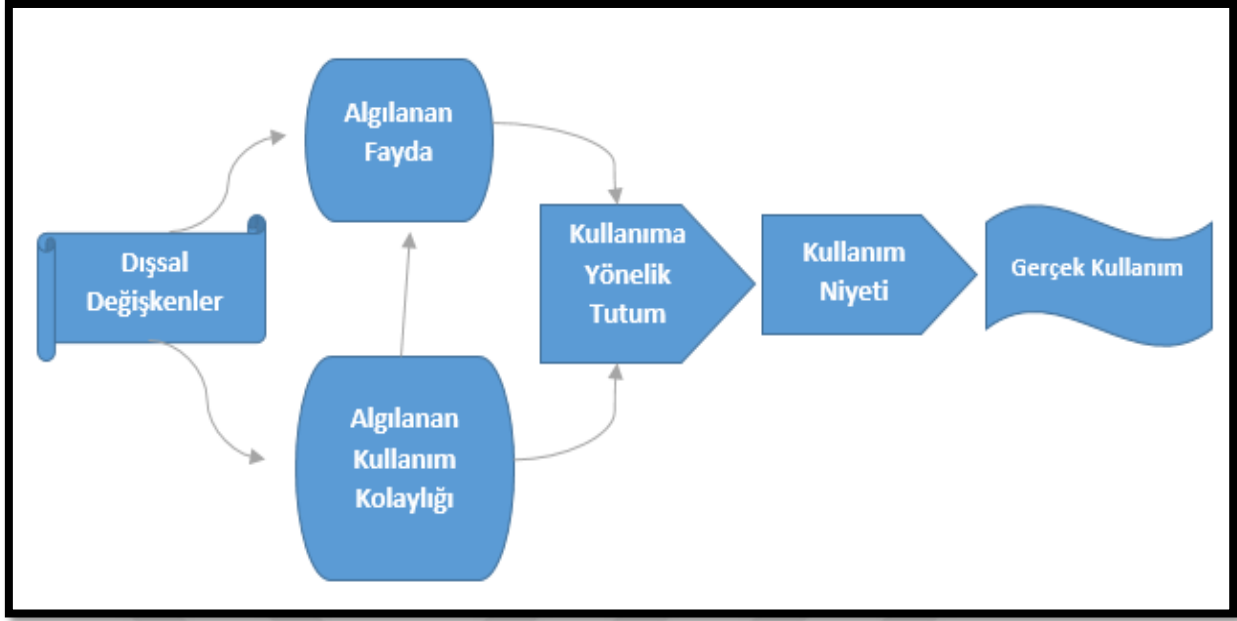 Algılanan
Fayda
Dışsal
Değişkenler
Algılanan
Kullanım
Kolaylığı
Kullanıma
Yönelik
Tutum
Kullanım
Niyeti
Gerçek Kullanım